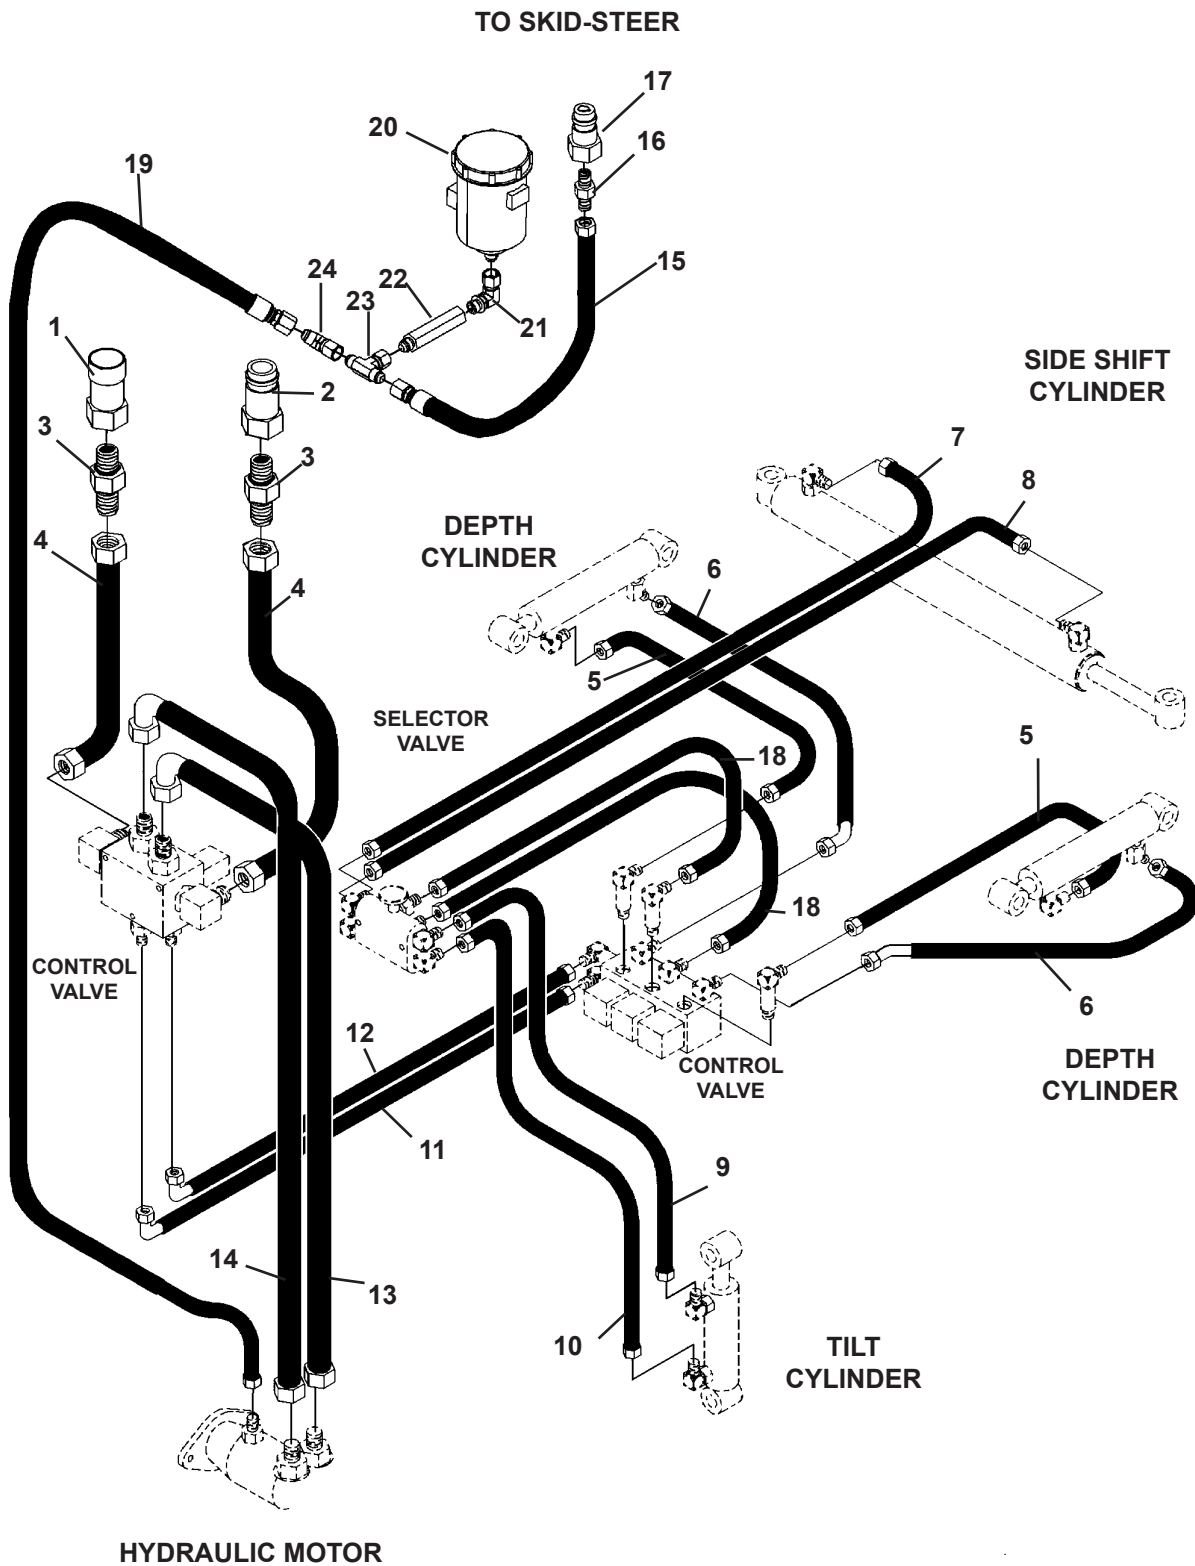 TO SKID-STEER
17
20
16
19
15
24
22
23
21
1
2
SIDE SHIFT
CYLINDER
3
3
7
8
DEPTH
CYLINDER
4
6
4
5
SELECTOR
VALVE
18
5
18
CONTROL
VALVE
6
12
CONTROL
VALVE
DEPTH
CYLINDER
11
9
14
13
10
TILT
CYLINDER
HYDRAULIC MOTOR